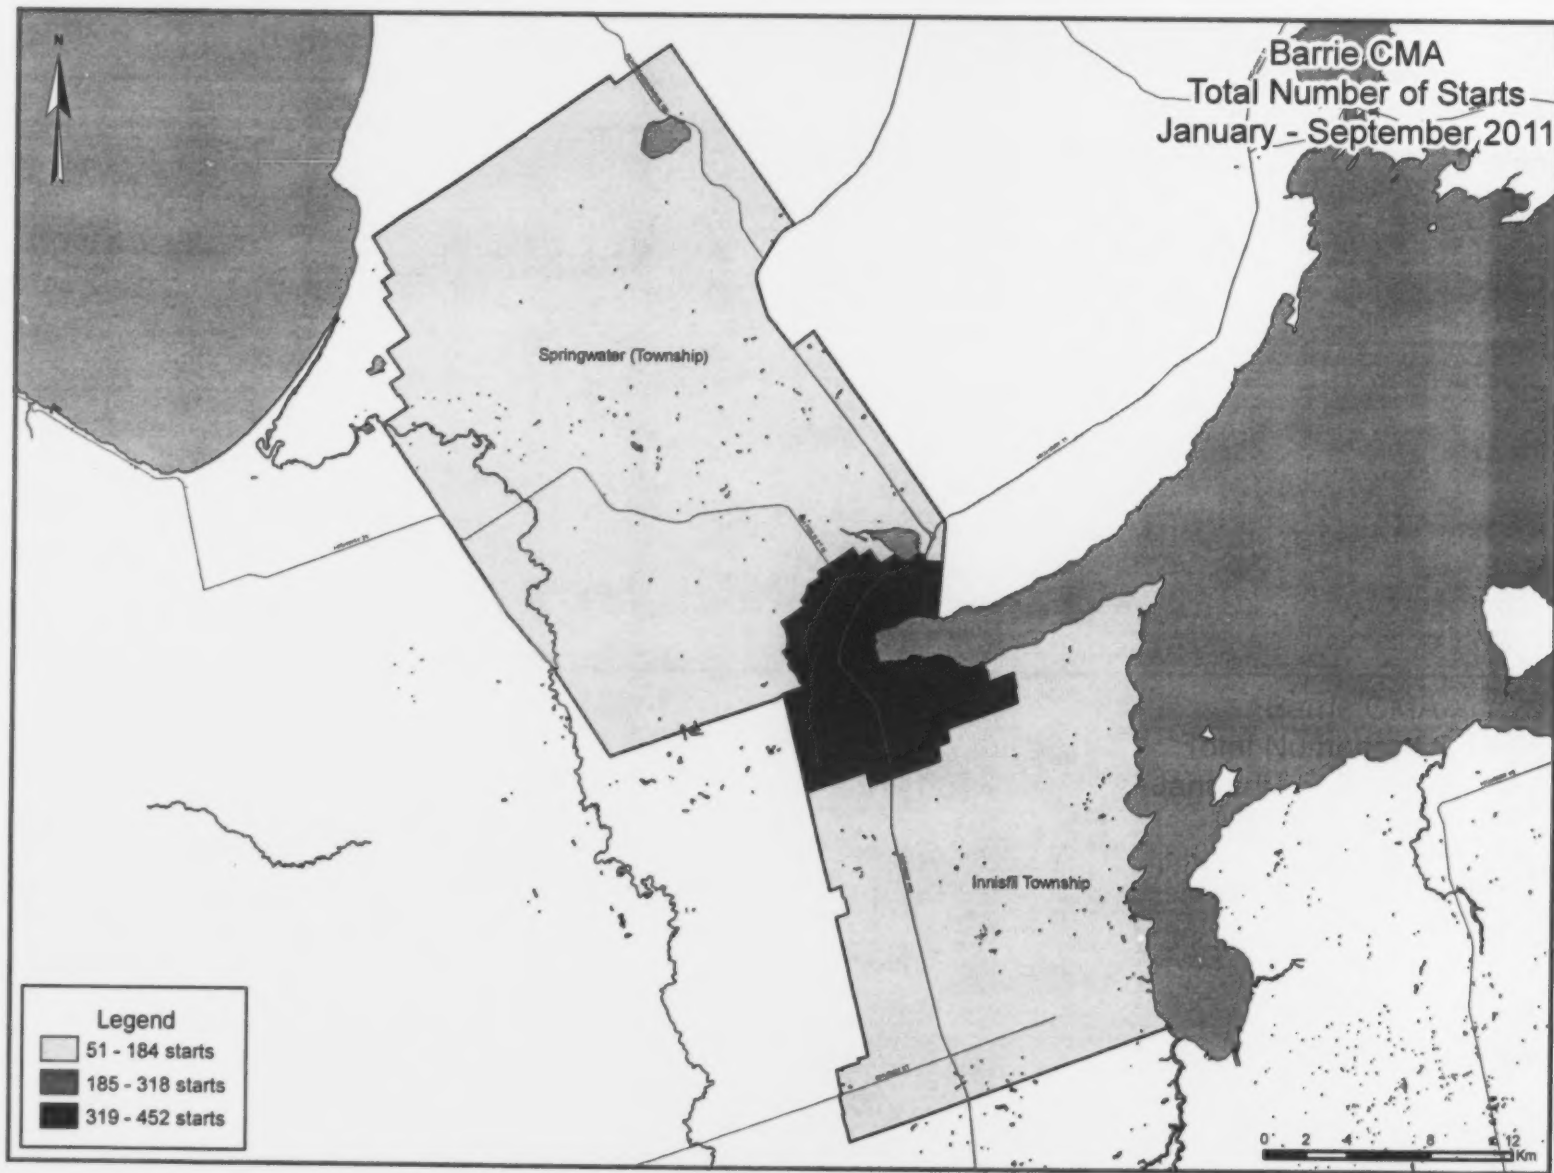 N
Barrie CMA
Total Number of Starts
January - September 2011
Springwater (Township)
Innisfil Township
Legend
51 - 184 starts
185 - 318 starts
319 - 452 starts
0 2 4 8 12
Km